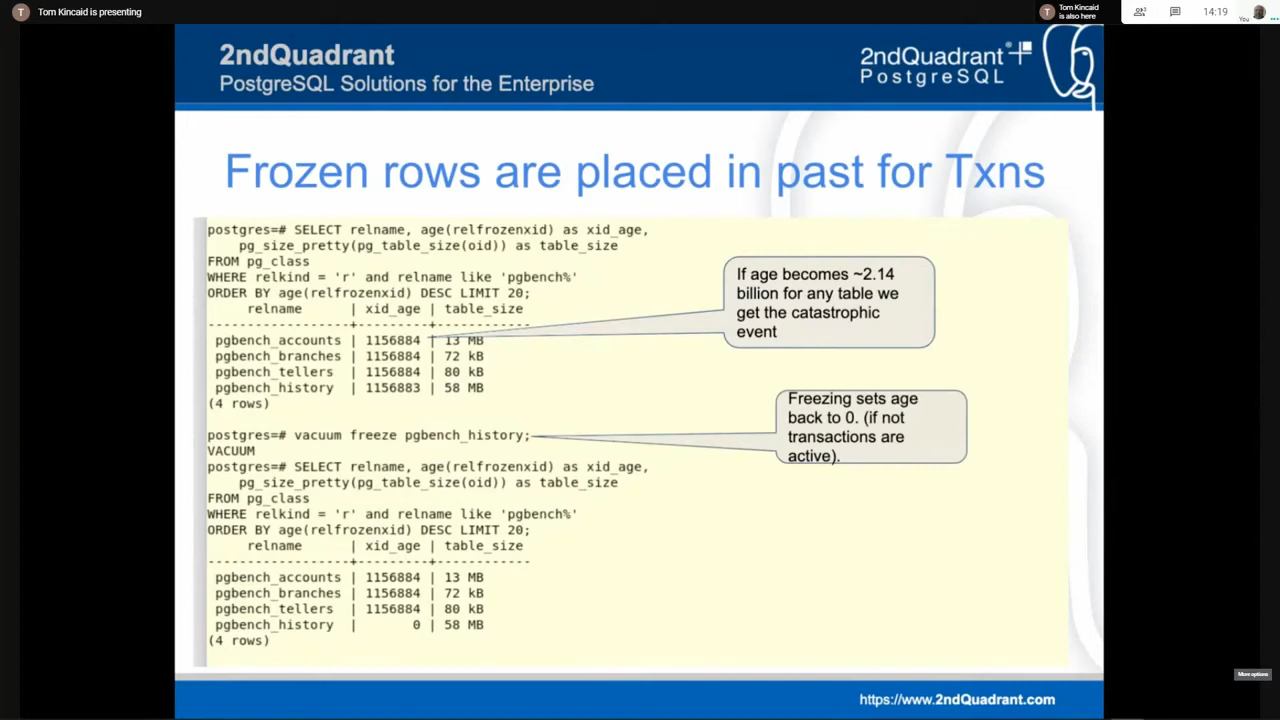 Tom Kincaid is presenting
Tom Kincaid
is also here
14:19
You
2ndQuadrant
PostgreSQL Solutions for the Enterprise
2ndQuadrant®
PostgreSQL
Frozen rows are placed in past for Txns
postgres=# SELECT relname, age(relfrozenxid) as xid_age,
    pg_size_pretty(pg_table_size(oid)) as table_size
FROM pg_class
WHERE relkind = 'r' and relname like 'pgbench%'
ORDER BY age(relfrozenxid) DESC LIMIT 20;
     relname      | xid_age | table_size
------------------+---------+------------
 pgbench_accounts | 1156884 | 13 MB
 pgbench_branches | 1156884 | 72 kB
 pgbench_tellers  | 1156884 | 80 kB
 pgbench_history  | 1156883 | 58 MB
(4 rows)
If age becomes ~2.14
billion for any table we
get the catastrophic
event
postgres=# vacuum freeze pgbench_history;
VACUUM
postgres=# SELECT relname, age(relfrozenxid) as xid_age,
    pg_size_pretty(pg_table_size(oid)) as table_size
FROM pg_class
WHERE relkind = 'r' and relname like 'pgbench%'
ORDER BY age(relfrozenxid) DESC LIMIT 20;
     relname      | xid_age | table_size
------------------+---------+------------
 pgbench_accounts | 1156884 | 13 MB
 pgbench_branches | 1156884 | 72 kB
 pgbench_tellers  | 1156884 | 80 kB
 pgbench_history  |       0 | 58 MB
(4 rows)
Freezing sets age
back to 0. (if not
transactions are
active).
More options
https://www.2ndQuadrant.com